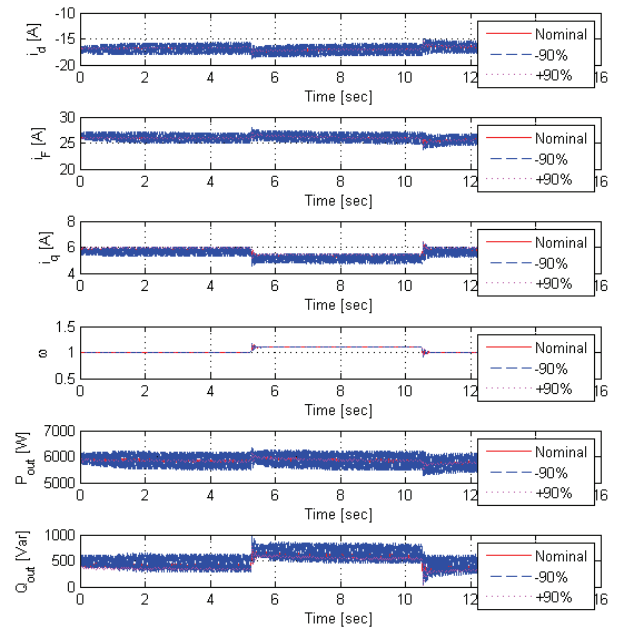 -10
-15
-20
i_d [A]
0 2 4 6 8 10 12 16
Time [sec]
Nominal
-90%
+90%
30
25
20
i_F [A]
0 2 4 6 8 10 12 16
Time [sec]
Nominal
-90%
+90%
8
6
4
i_q [A]
0 2 4 6 8 10 12 16
Time [sec]
Nominal
-90%
+90%
1.5
1
0.5
ω
0 2 4 6 8 10 12 16
Time [sec]
Nominal
-90%
+90%
7000
6000
5000
P_out [W]
0 2 4 6 8 10 12 16
Time [sec]
Nominal
-90%
+90%
1000
500
0
Q_out [Var]
0 2 4 6 8 10 12 16
Time [sec]
Nominal
-90%
+90%